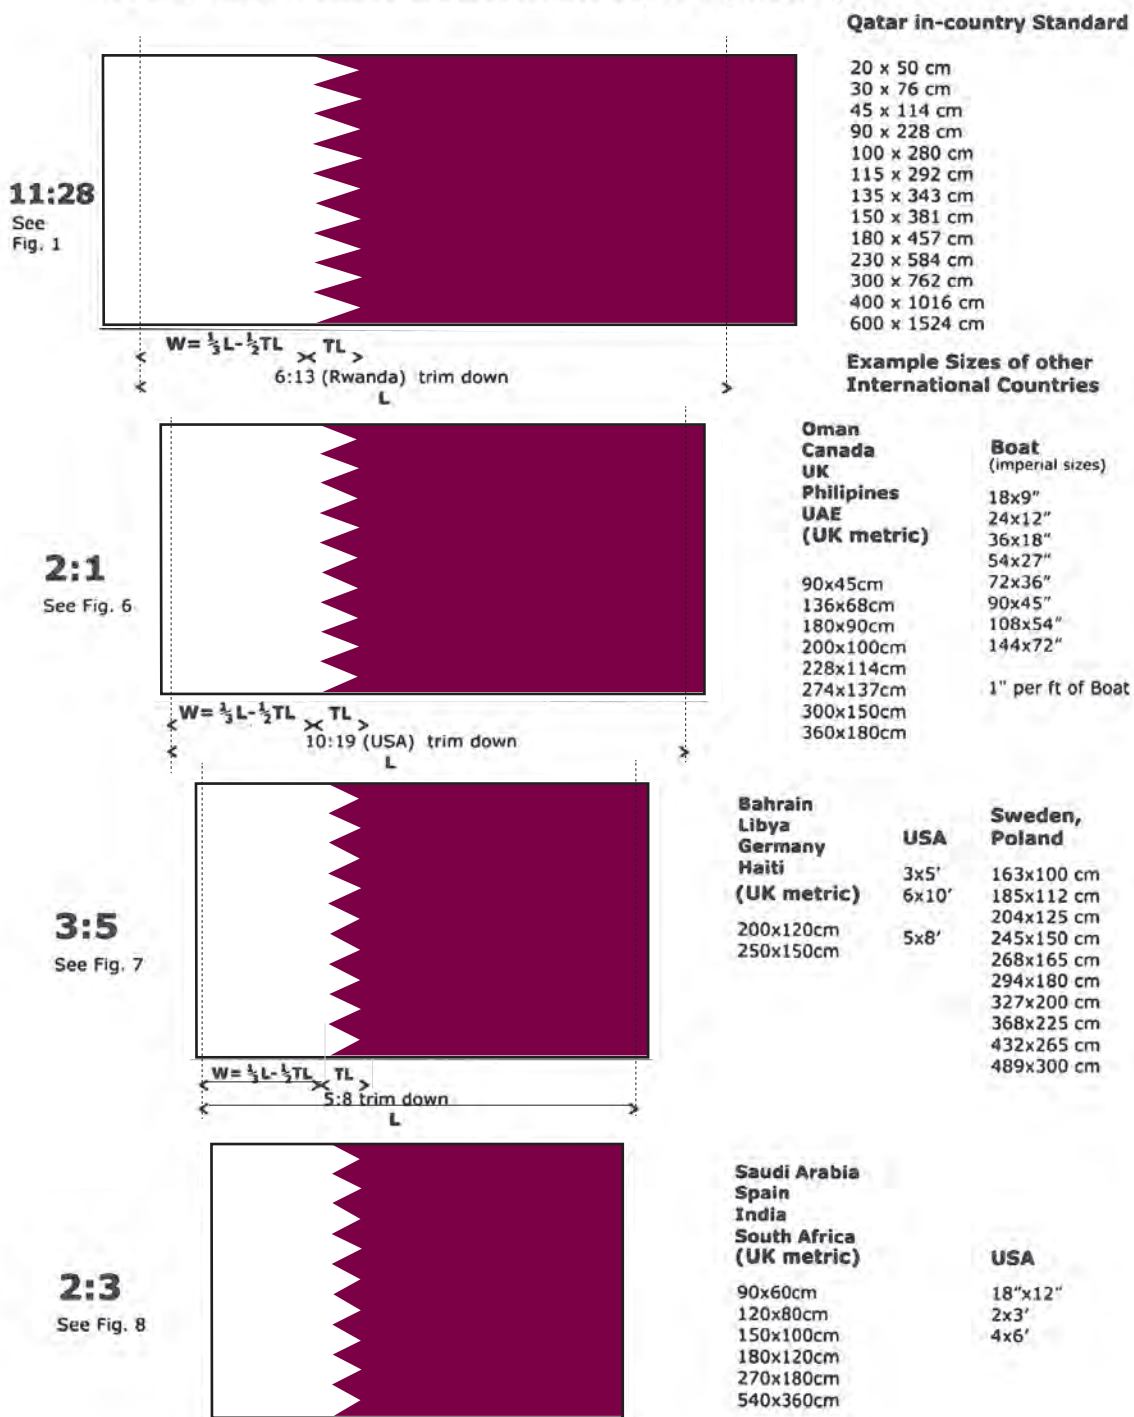 Qatar in-country Standard
20 x 50 cm
30 x 76 cm
45 x 114 cm
90 x 228 cm
100 x 280 cm
115 x 292 cm
135 x 343 cm
150 x 381 cm
180 x 457 cm
230 x 584 cm
300 x 762 cm
400 x 1016 cm
600 x 1524 cm
11:28
See
Fig. 1
W= ⅓L-½TL TL
6:13 (Rwanda) trim down
L
Example Sizes of other
International Countries
2:1
See Fig. 6
W= ⅓L-½TL TL
10:19 (USA) trim down
L
Oman
Canada
UK
Philipines
UAE
(UK metric)
90x45cm
136x68cm
180x90cm
200x100cm
228x114cm
274x137cm
300x150cm
360x180cm
Boat
(imperial sizes)
18x9"
24x12"
36x18"
54x27"
72x36"
90x45"
108x54"
144x72"
1" per ft of Boat
3:5
See Fig. 7
W= ⅓L-½TL TL
5:8 trim down
L
Bahrain
Libya
Germany
Haiti
(UK metric)
200x120cm
250x150cm
USA
3x5'
6x10'
5x8'
Sweden,
Poland
163x100 cm
185x112 cm
204x125 cm
245x150 cm
268x165 cm
294x180 cm
327x200 cm
368x225 cm
432x265 cm
489x300 cm
2:3
See Fig. 8
Saudi Arabia
Spain
India
South Africa
(UK metric)
90x60cm
120x80cm
150x100cm
180x120cm
270x180cm
540x360cm
USA
18"x12"
2x3'
4x6'